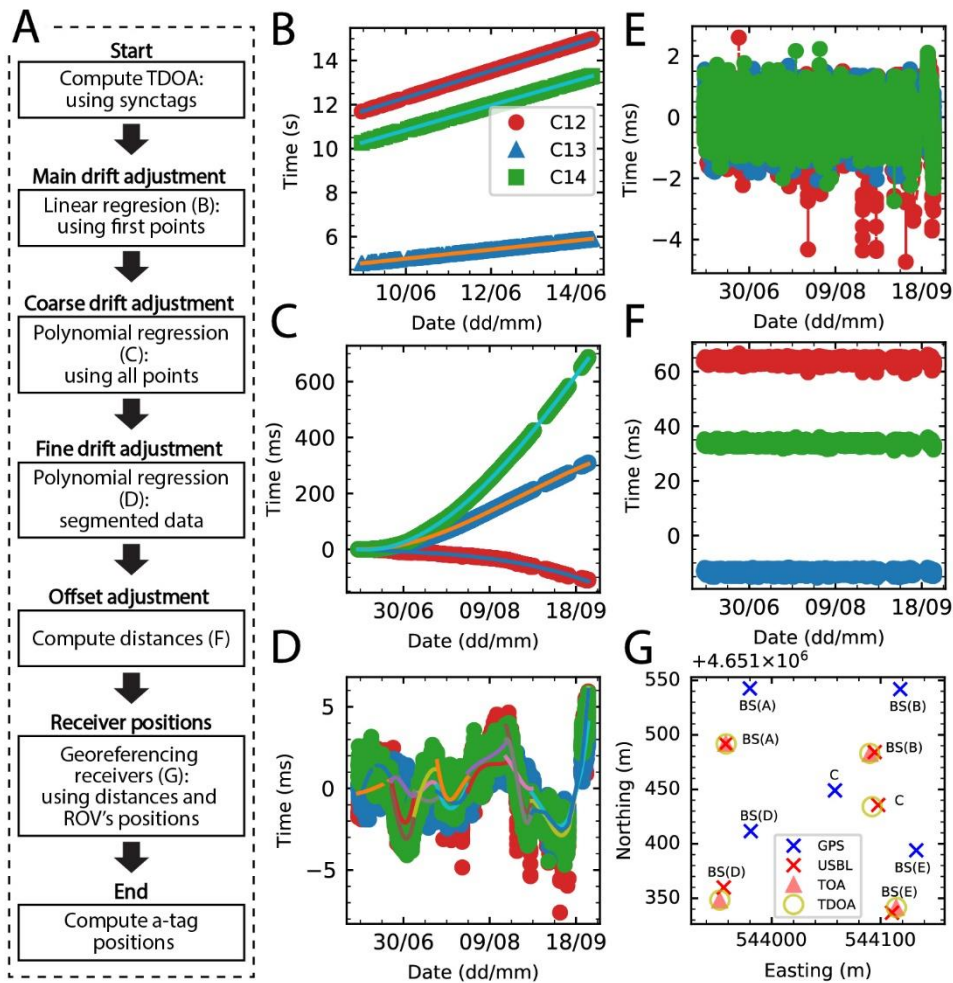 A
Start
Compute TDOA:
using synctags
Main drift adjustment
Linear regresion (B):
using first points
Coarse drift adjustment
Polynomial regression
(C):
using all points
Fine drift adjustment
Polynomial regression
(D):
segmented data
Offset adjustment
Compute distances (F)
Receiver positions
Georeferencing
receivers (G):
using distances and
ROV's positions
End
Compute a-tag
positions
B
Time (s)
14
12
10
8
6
C12
C13
C14
10/06 12/06 14/06
Date (dd/mm)
C
Time (ms)
600
400
200
0
30/06 09/08 18/09
Date (dd/mm)
D
Time (ms)
5
0
−5
30/06 09/08 18/09
Date (dd/mm)
E
Time (ms)
2
0
−2
−4
30/06 09/08 18/09
Date (dd/mm)
F
Time (ms)
60
40
20
0
30/06 09/08 18/09
Date (dd/mm)
G
+4.651×10⁶
Northing (m)
550
500
450
400
350
BS(A)
BS(B)
BS(A)
BS(B)
C
C
BS(D)
BS(E)
BS(D)
BS(E)
GPS
USBL
TOA
TDOA
544000 544100
Easting (m)